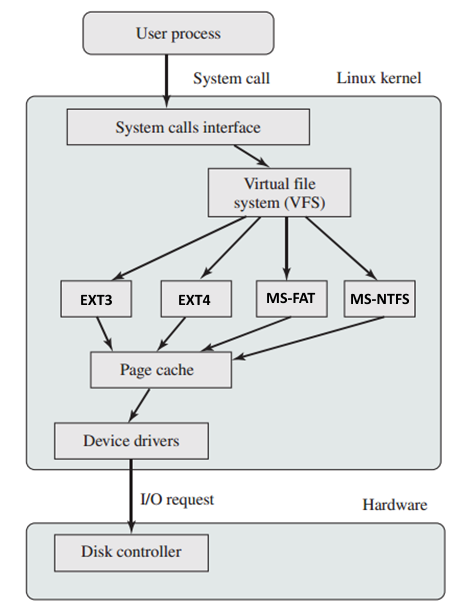 User process
System call
Linux kernel
System calls interface
Virtual file
system (VFS)
EXT3
EXT4
MS-FAT
MS-NTFS
Page cache
Device drivers
I/O request
Hardware
Disk controller